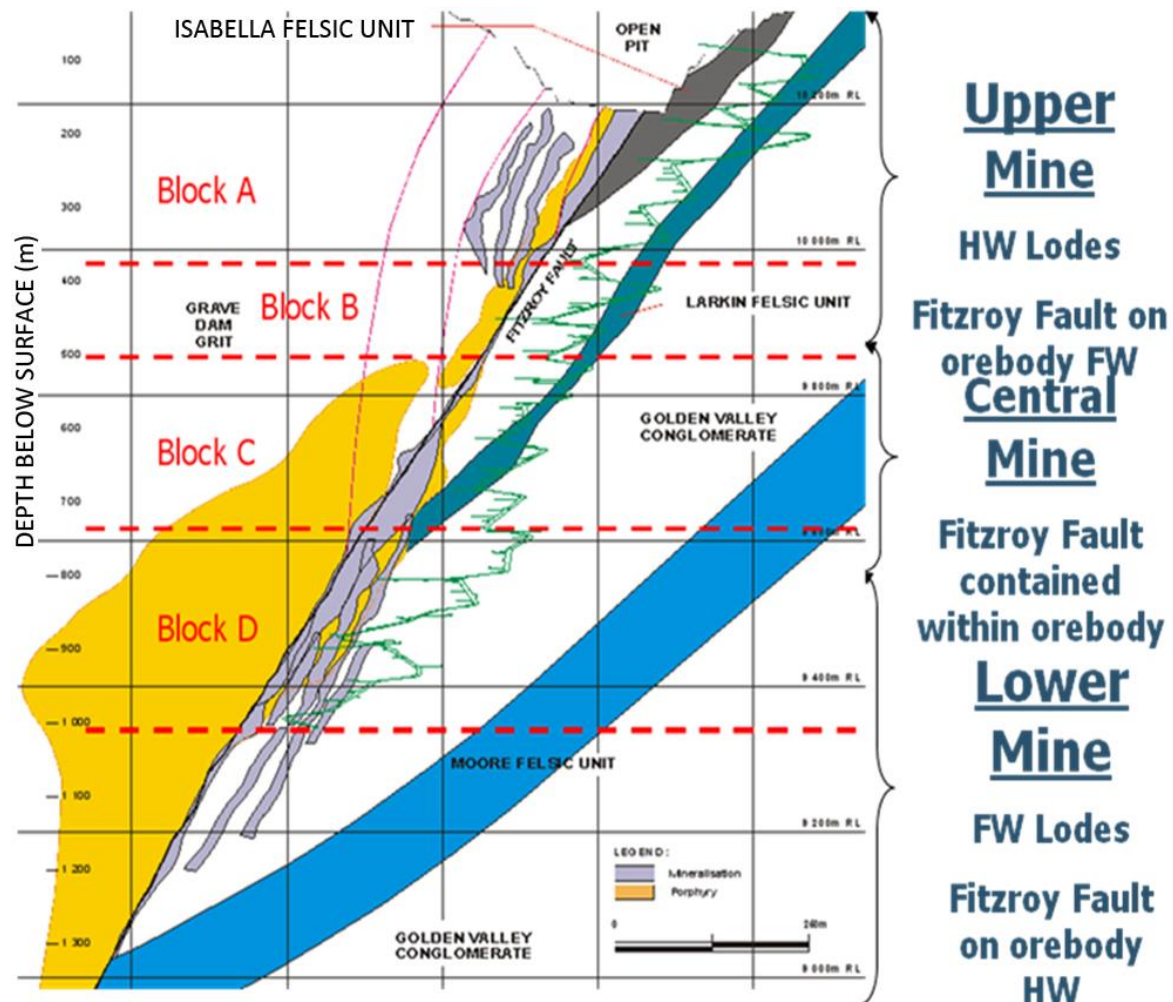 ISABELLA FELSIC UNIT
OPEN
PIT
DEPTH BELOW SURFACE (m)
100
200
300
400
500
600
700
800
900
1 000
1 100
1 200
1 300
Block A
Block B
Block C
Block D
GRAVE
DAM
GRIT
FITZROY FAULT
LARKIN FELSIC UNIT
GOLDEN VALLEY
CONGLOMERATE
MOORE FELSIC UNIT
GOLDEN VALLEY
CONGLOMERATE
10 000m RL
9 400m RL
9 200m RL
9 000m RL
LEGEND :
Mineralisation
Porphyry
0
Upper
Mine
HW Lodes
Fitzroy Fault on
orebody FW
Central
Mine
Fitzroy Fault
contained
within orebody
Lower
Mine
FW Lodes
Fitzroy Fault
on orebody
HW